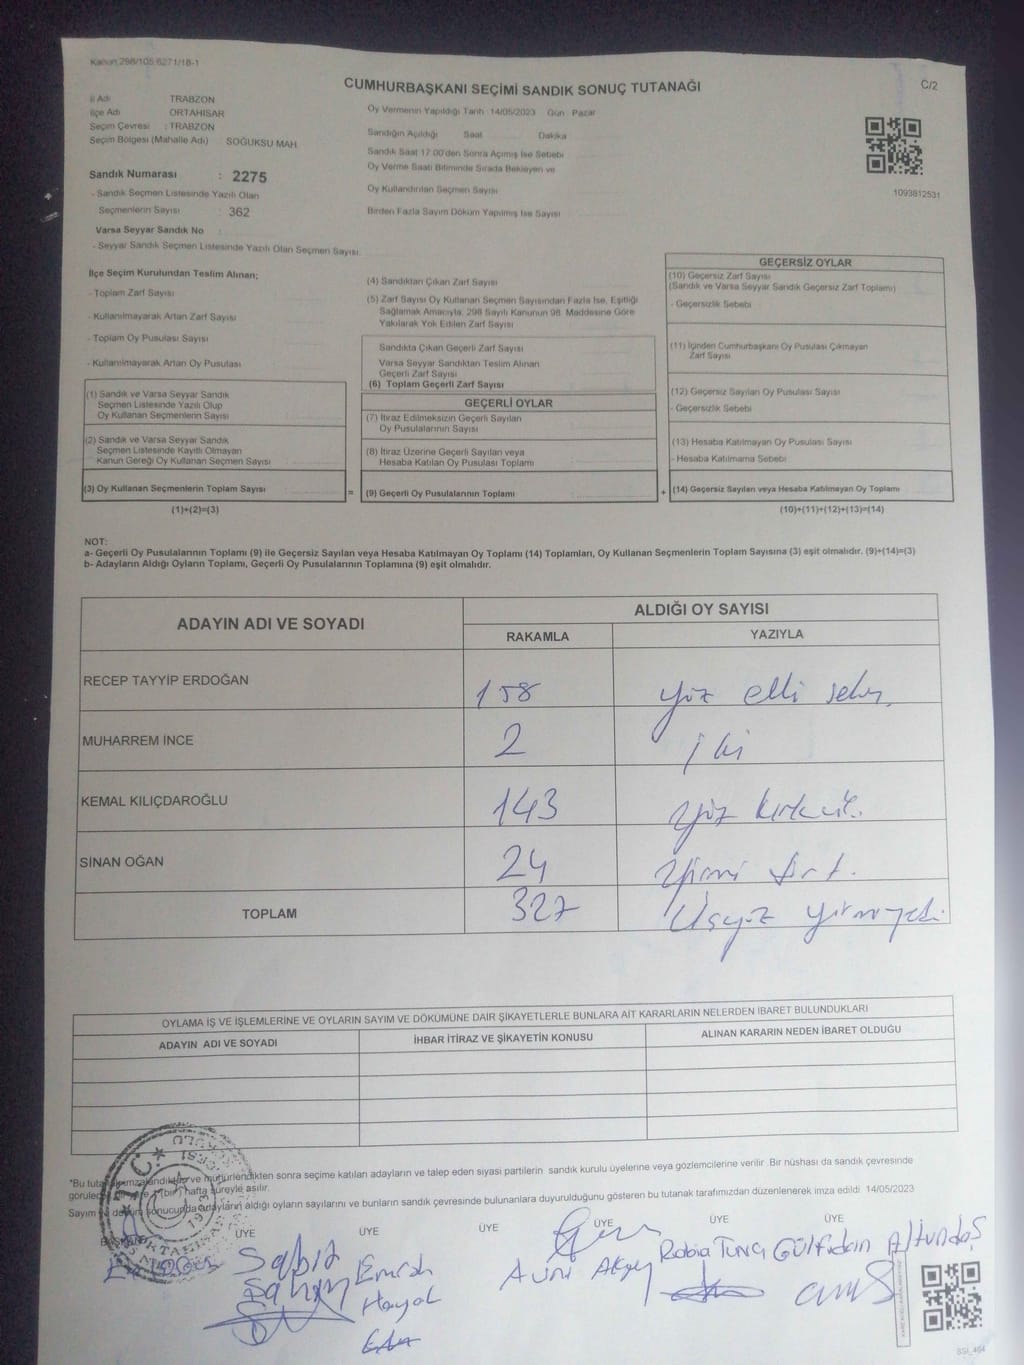 Kanun 298/105 6271/18-1
CUMHURBAŞKANI SEÇİMİ SANDIK SONUÇ TUTANAĞI
C/2
İl Adı TRABZON
İlçe Adı ORTAHİSAR
Seçim Çevresi : TRABZON
Seçim Bölgesi (Mahalle Adı) SOĞUKSU MAH
Oy Vermenin Yapıldığı Tarih 14/05/2023 Gün Pazar
Sandığın Açıldığı Saat Dakika
Sandık Saat 17:00'den Sonra Açılmış İse Sebebi
Oy Verme Saati Bitiminde Sırada Bekleyen ve
Oy Kullandırılan Seçmen Sayısı
Birden Fazla Sayım Döküm Yapılmış İse Sayısı
1093812531
Sandık Numarası : 2275
- Sandık Seçmen Listesinde Yazılı Olan
Seçmenlerin Sayısı : 362
Varsa Seyyar Sandık No :
- Seyyar Sandık Seçmen Listesinde Yazılı Olan Seçmen Sayısı:
İlçe Seçim Kurulundan Teslim Alınan;
- Toplam Zarf Sayısı
- Kullanılmayarak Artan Zarf Sayısı
- Toplam Oy Pusulası Sayısı
- Kullanılmayarak Artan Oy Pusulası
(1) Sandık ve Varsa Seyyar Sandık
Seçmen Listesinde Yazılı Olup
Oy Kullanan Seçmenlerin Sayısı
(2) Sandık ve Varsa Seyyar Sandık
Seçmen Listesinde Kayıtlı Olmayan
Kanun Gereği Oy Kullanan Seçmen Sayısı
(3) Oy Kullanan Seçmenlerin Toplam Sayısı :
(1)+(2)=(3)
=
(4) Sandıktan Çıkan Zarf Sayısı
(5) Zarf Sayısı Oy Kullanan Seçmen Sayısından Fazla İse, Eşitliği
Sağlamak Amacıyla, 298 Sayılı Kanunun 98. Maddesine Göre
Yakılarak Yok Edilen Zarf Sayısı
Sandıkta Çıkan Geçerli Zarf Sayısı
Varsa Seyyar Sandıktan Teslim Alınan
Geçerli Zarf Sayısı
(6) Toplam Geçerli Zarf Sayısı
GEÇERLİ OYLAR
(7) İtiraz Edilmeksizin Geçerli Sayılan
Oy Pusulalarının Sayısı
(8) İtiraz Üzerine Geçerli Sayılan veya
Hesaba Katılan Oy Pusulası Toplamı
(9) Geçerli Oy Pusulalarının Toplamı :
+
GEÇERSİZ OYLAR
(10) Geçersiz Zarf Sayısı
(Sandık ve Varsa Seyyar Sandık Geçersiz Zarf Toplamı)
- Geçersizlik Sebebi
(11) İçinden Cumhurbaşkanı Oy Pusulası Çıkmayan
Zarf Sayısı
(12) Geçersiz Sayılan Oy Pusulası Sayısı
- Geçersizlik Sebebi
(13) Hesaba Katılmayan Oy Pusulası Sayısı
- Hesaba Katılmama Sebebi
(14) Geçersiz Sayılan veya Hesaba Katılmayan Oy Toplamı
(10)+(11)+(12)+(13)=(14)
NOT:
a- Geçerli Oy Pusulalarının Toplamı (9) ile Geçersiz Sayılan veya Hesaba Katılmayan Oy Toplamı (14) Toplamları, Oy Kullanan Seçmenlerin Toplam Sayısına (3) eşit olmalıdır. (9)+(14)=(3)
b- Adayların Aldığı Oyların Toplamı, Geçerli Oy Pusulalarının Toplamına (9) eşit olmalıdır.
ADAYIN ADI VE SOYADI
ALDIĞI OY SAYISI
RAKAMLA YAZIYLA
RECEP TAYYİP ERDOĞAN 158 yüz elli sekiz
MUHARREM İNCE 2 iki
KEMAL KILIÇDAROĞLU 143 yüz
SİNAN OĞAN 24 yirmi dört.
TOPLAM 327 Üçyüz yirmiyedi
OYLAMA İŞ VE İŞLEMLERİNE VE OYLARIN SAYIM VE DÖKÜMÜNE DAİR ŞİKAYETLERLE BUNLARA AİT KARARLARIN NELERDEN İBARET BULUNDUKLARI
ADAYIN ADI VE SOYADI İHBAR İTİRAZ VE ŞİKAYETİN KONUSU ALINAN KARARIN NEDEN İBARET OLDUĞU
*Bu ve mühürlendikten sonra seçime katılan adayların ve talep eden siyasi partilerin sandık kurulu üyelerine veya gözlemcilerine verilir. Bir nüshası da sandık çevresinde
(bir) hafta süreyle asılır.
Sayım sonucunda adayların aldığı oyların sayılarını ve bunların sandık çevresinde bulunanlara duyurulduğunu gösteren bu tutanak tarafımızdan düzenlenerek imza edildi 14/05/2023
ÜYE ÜYE ÜYE ÜYE ÜYE
Sabit
Şahin
Emrah
Hayal
Avni Akçay
Rabia Tunç
Gülfidan Altundaş